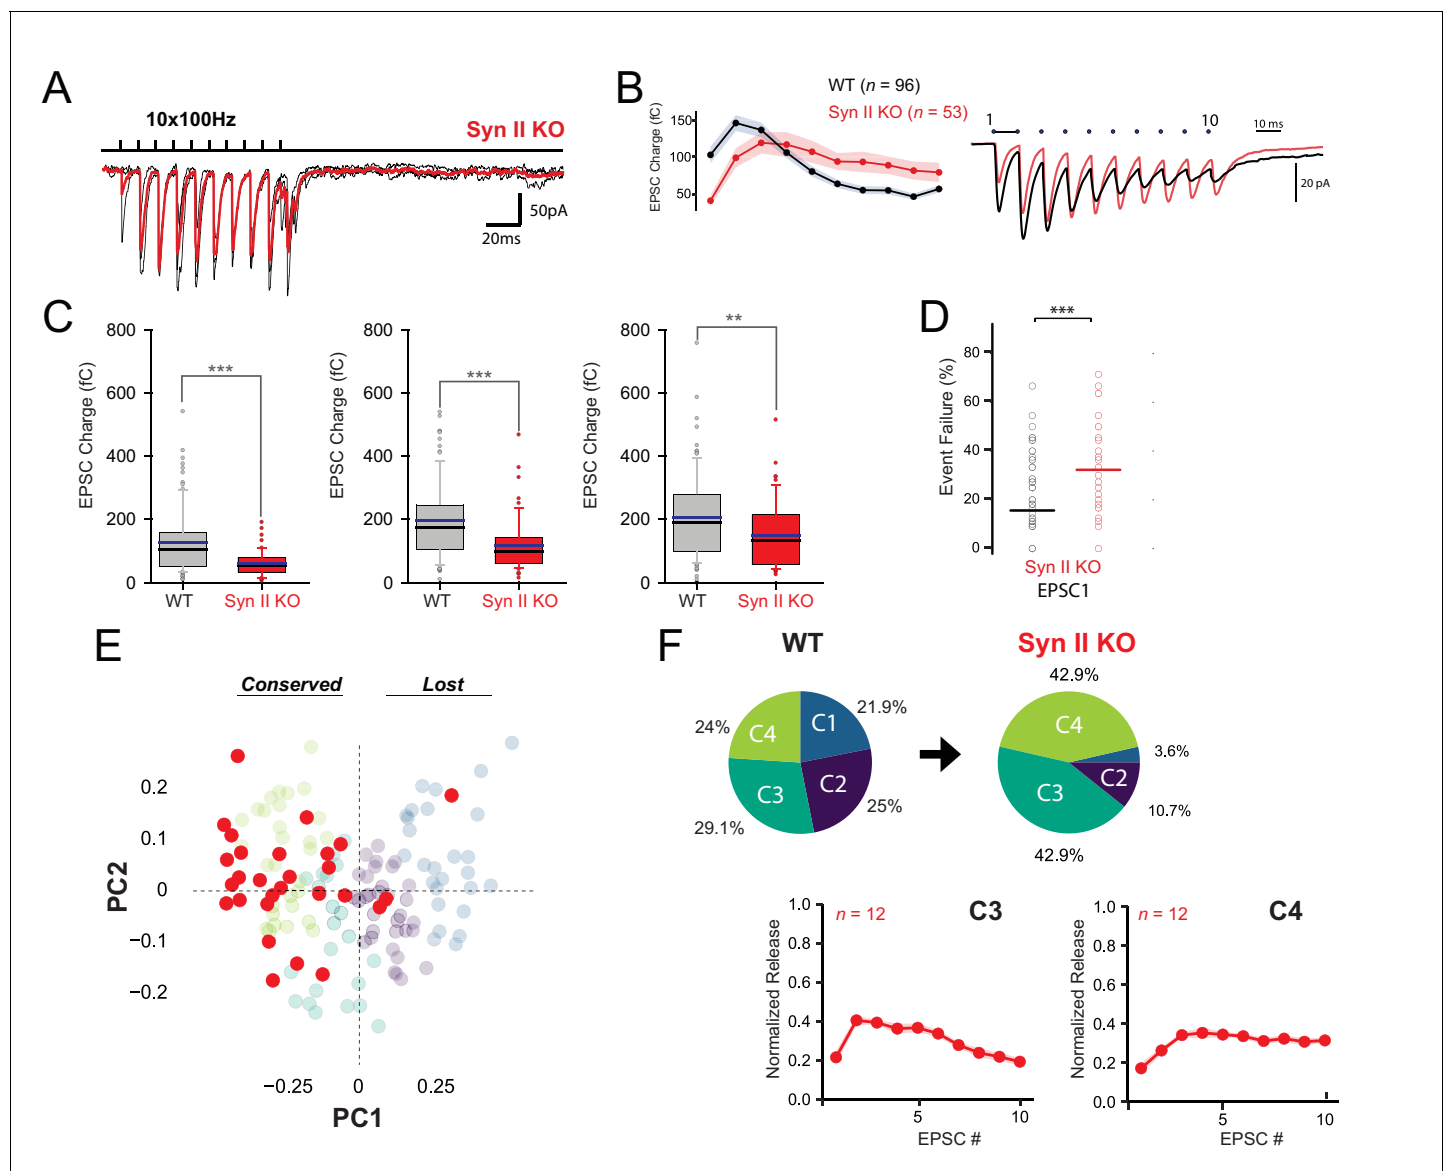 A
10x100Hz
Syn II KO
50pA
20ms
B
WT (n = 96)
Syn II KO (n = 53)
EPSC Charge (fC)
150
100
50
1
10
10 ms
20 pA
C
EPSC Charge (fC)
800
600
400
200
0
***
WT
Syn II KO
EPSC Charge (fC)
800
600
400
200
0
***
WT
Syn II KO
EPSC Charge (fC)
800
600
400
200
0
**
WT
Syn II KO
D
***
Event Failure (%)
80
60
40
20
0
Syn II KO
EPSC1
E
Conserved
Lost
PC2
0.2
0.1
0
−0.1
−0.2
−0.25
0
0.25
PC1
F
WT
Syn II KO
C1
C2
C3
C4
21.9%
25%
29.1%
24%
42.9%
C4
3.6%
C2
10.7%
C3
42.9%
n = 12
C3
Normalized Release
1.0
0.8
0.6
0.4
0.2
0.0
5
10
EPSC #
n = 12
C4
Normalized Release
1.0
0.8
0.6
0.4
0.2
0.0
5
10
EPSC #